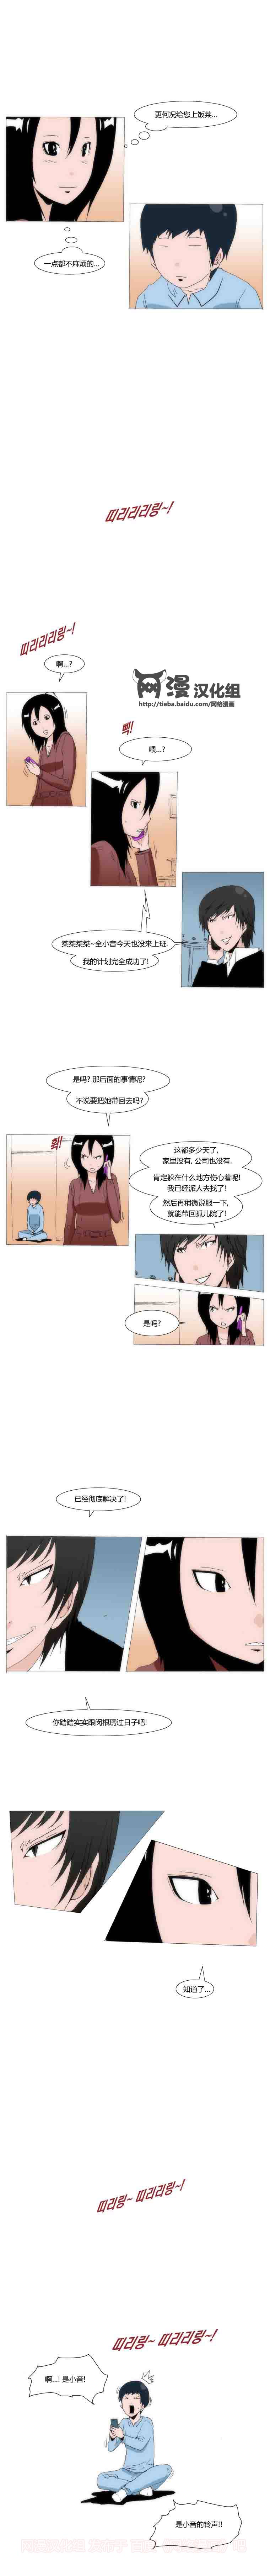 更何况给您上饭菜...
一点都不麻烦的...
띠리리리링~!
띠리리리링~!
啊...?
网漫汉化组
http://tieba.baidu.com/网络漫画
삑!
喂...?
桀桀桀桀~全小音今天也没来上班.
我的计划完全成功了!
是吗? 那后面的事情呢?
不说要把她带回去吗?
这都多少天了,
家里没有, 公司也没有.
肯定躲在什么地方伤心着呢!
我已经派人去找了!
然后再稍微说服一下,
就能带回孤儿院了!
是吗?
已经彻底解决了!
你踏踏实实跟闵根琇过日子吧!
知道了...
띠리링~ 띠리리링~!
띠리링~ 띠리리링~!
啊...! 是小音!
是小音的铃声!!